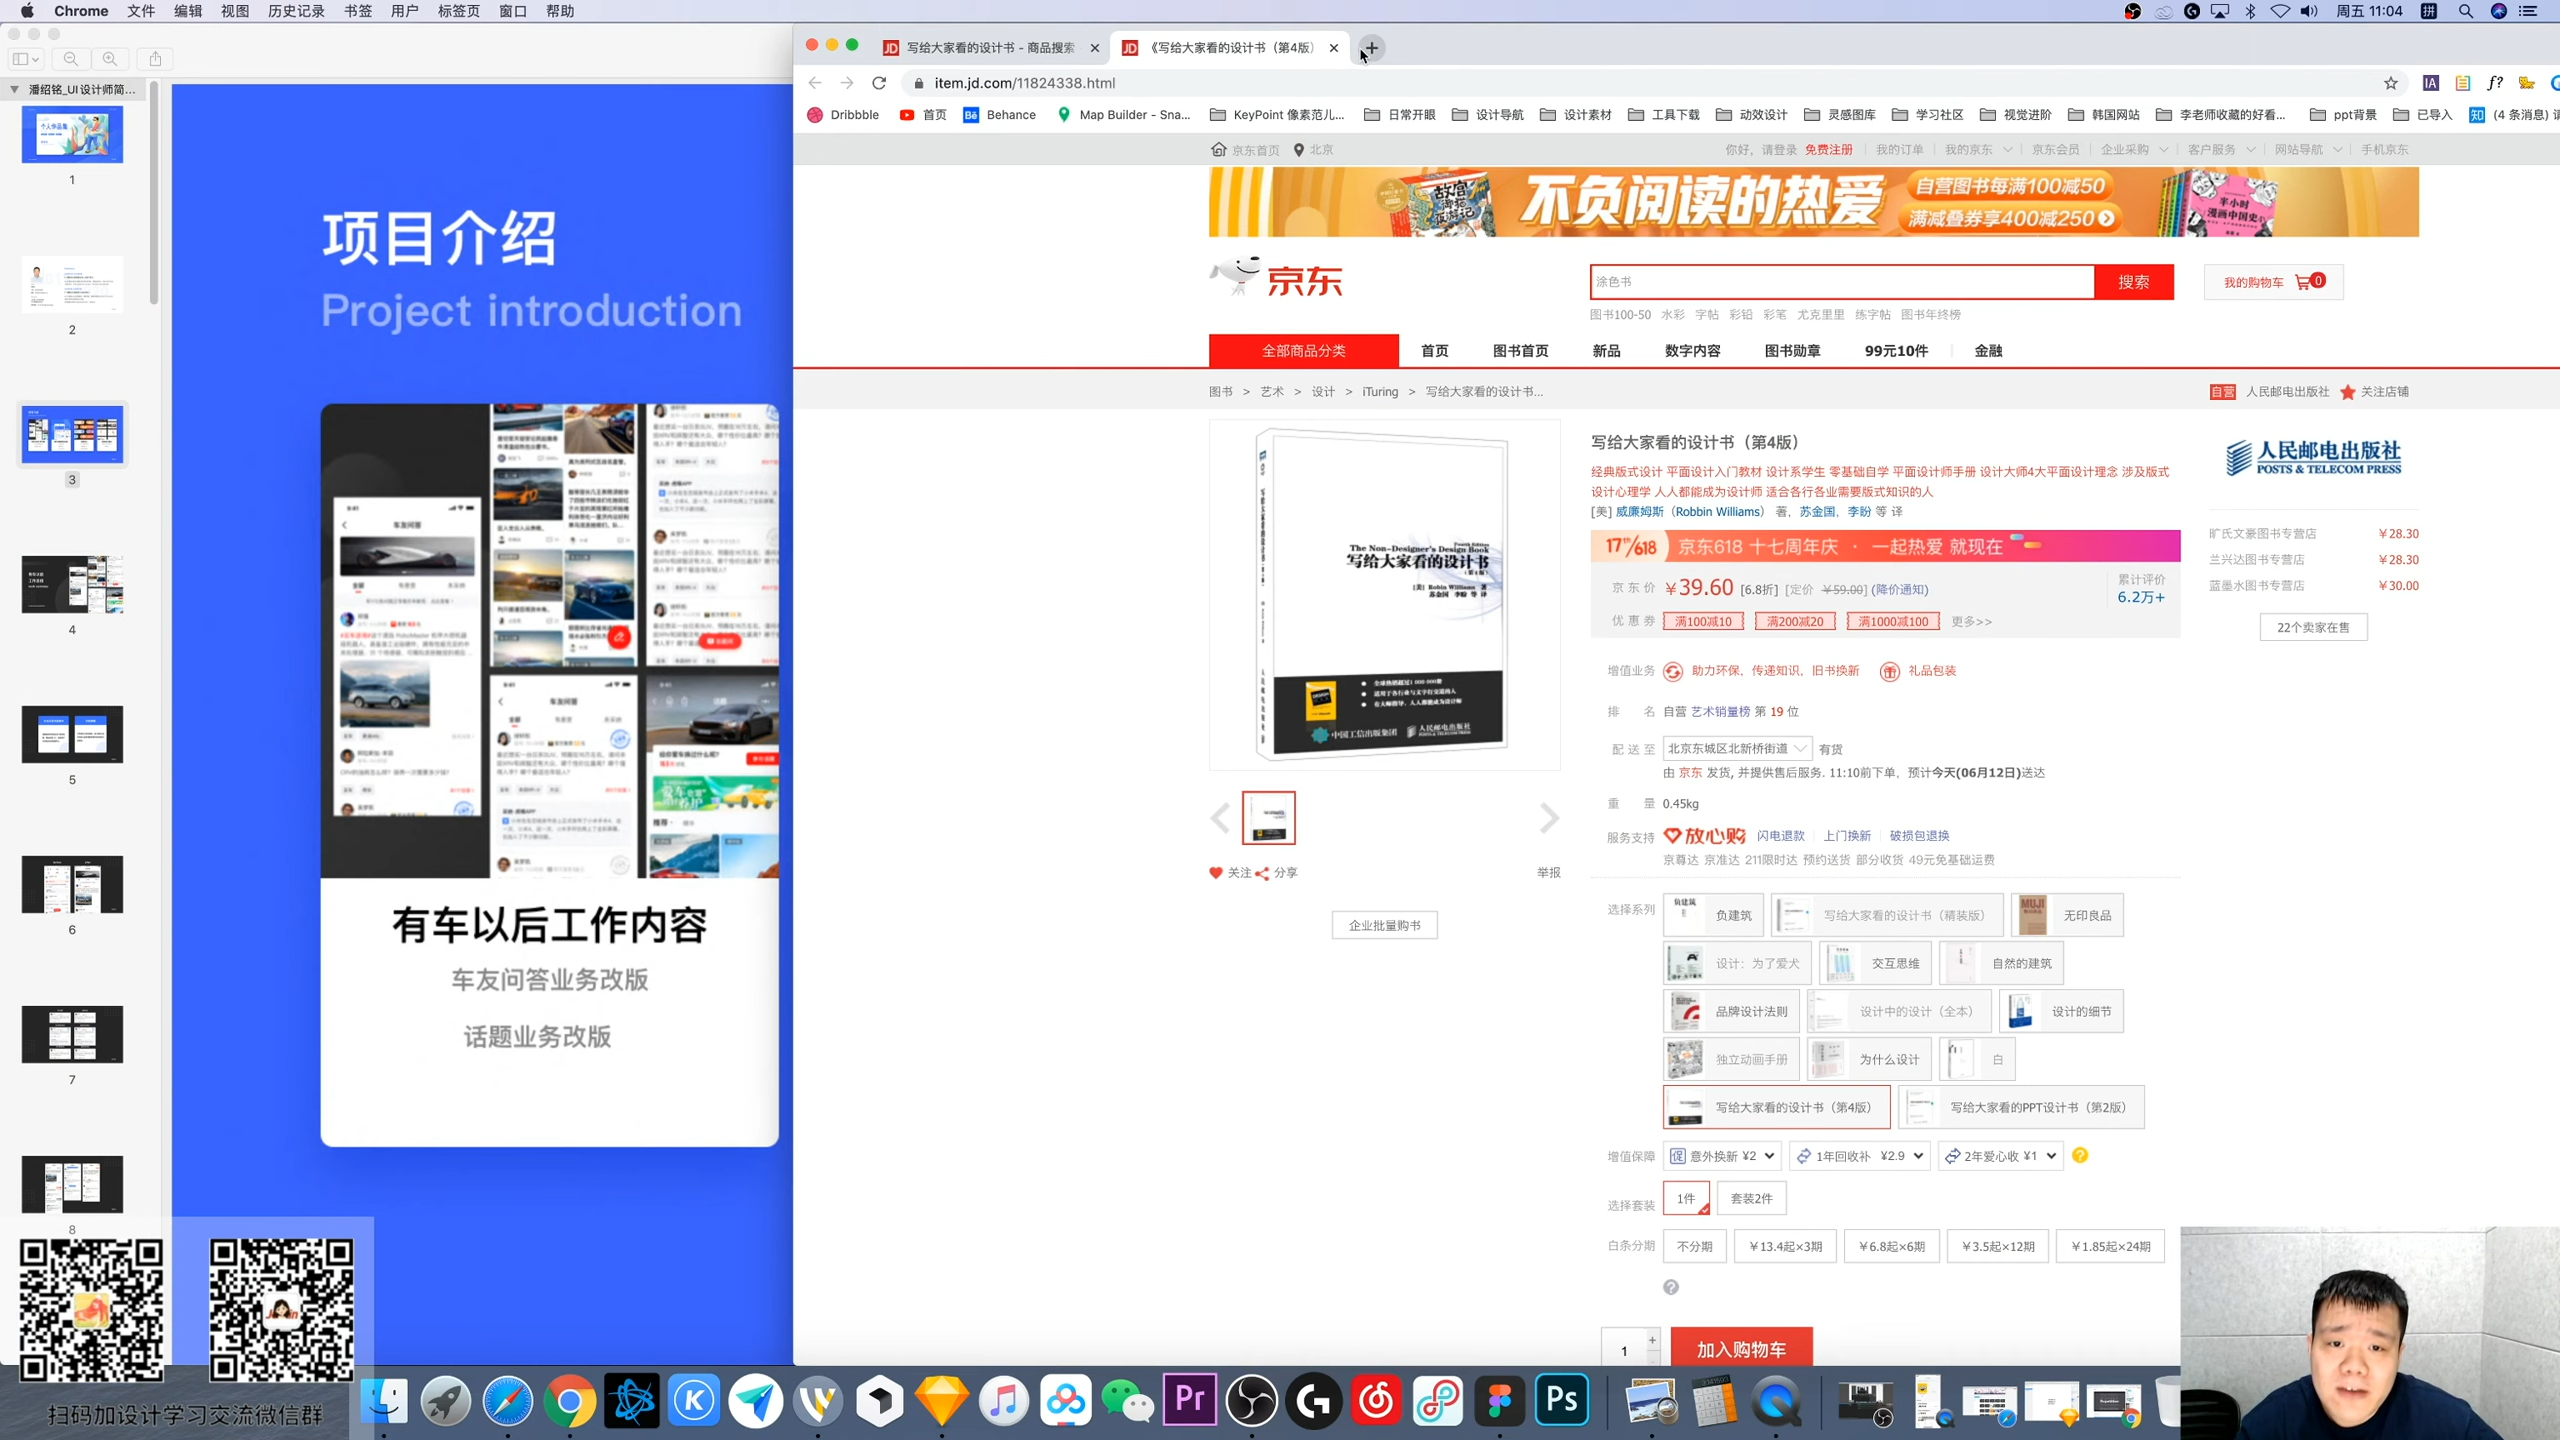 Chrome 文件 编辑 视图 历史记录 书签 用户 标签页 窗口 帮助
周五 11:04
潘绍铭_UI设计师简...
1
2
3
4
5
6
7
8
项目介绍
Project introduction
有车以后工作内容
车友问答业务改版
话题业务改版
扫码加设计学习交流微信群
写给大家看的设计书 - 商品搜索
《写给大家看的设计书（第4版）
item.jd.com/11824338.html
Dribbble 首页 Behance Map Builder - Sna... KeyPoint 像素范儿... 日常开眼 设计导航 设计素材 工具下载 动效设计 灵感图库 学习社区 视觉进阶 韩国网站 李老师收藏的好看... ppt背景 已导入 (4 条消息)
京东首页 北京
你好，请登录 免费注册 我的订单 我的京东 京东会员 企业采购 客户服务 网站导航 手机京东
不负阅读的热爱
自营图书每满100减50
满减叠券享400减250
京东
涂色书
搜索
我的购物车 0
图书100-50 水彩 字帖 彩铅 彩笔 尤克里里 练字帖 图书年终榜
全部商品分类 首页 图书首页 新品 数字内容 图书勋章 99元10件 金融
图书 > 艺术 > 设计 > iTuring > 写给大家看的设计书...
自营 人民邮电出版社 关注店铺
The Non-Designer's Design Book
写给大家看的设计书
写给大家看的设计书（第4版）
经典版式设计 平面设计入门教材 设计系学生 零基础自学 平面设计师手册 设计大师4大平面设计理念 涉及版式
设计心理学 人人都能成为设计师 适合各行各业需要版式知识的人
[美] 威廉姆斯（Robbin Williams） 著，苏金国，李盼 等 译
京东618 十七周年庆 · 一起热爱 就现在
京东价 ￥39.60 [6.8折] [定价 ￥59.00] (降价通知)
累计评价
6.2万+
优惠券 满100减10 满200减20 满1000减100 更多>>
增值业务 助力环保，传递知识，旧书换新 礼品包装
排名 自营 艺术销量榜 第 19 位
配送至 北京东城区北新桥街道 有货
由 京东 发货, 并提供售后服务. 11:10前下单，预计今天(06月12日)送达
重量 0.45kg
服务支持 放心购 闪电退款 上门换新 破损包退换
京尊达 京准达 211限时达 预约送货 部分收货 49元免基础运费
关注 分享 举报
企业批量购书
选择系列 负建筑 写给大家看的设计书（精装版） 无印良品
设计：为了爱犬 交互思维 自然的建筑
品牌设计法则 设计中的设计（全本） 设计的细节
独立动画手册 为什么设计 白
写给大家看的设计书（第4版） 写给大家看的PPT设计书（第2版）
增值保障 意外换新 ¥2 1年回收补 ¥2.9 2年爱心收 ¥1
选择套装 1件 套装2件
白条分期 不分期 ￥13.4起×3期 ￥6.8起×6期 ￥3.5起×12期 ￥1.85起×24期
1 加入购物车
人民邮电出版社
POSTS & TELECOM PRESS
旷氏文豪图书专营店 ￥28.30
兰兴达图书专营店 ￥28.30
蓝墨水图书专营店 ￥30.00
22个卖家在售